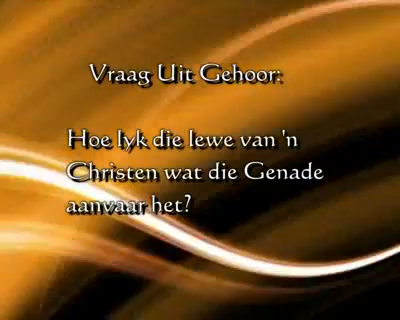 Vraag Uit Gehoor:
Hoe lyk die lewe van 'n
Christen wat die Genade
aanvaar het?